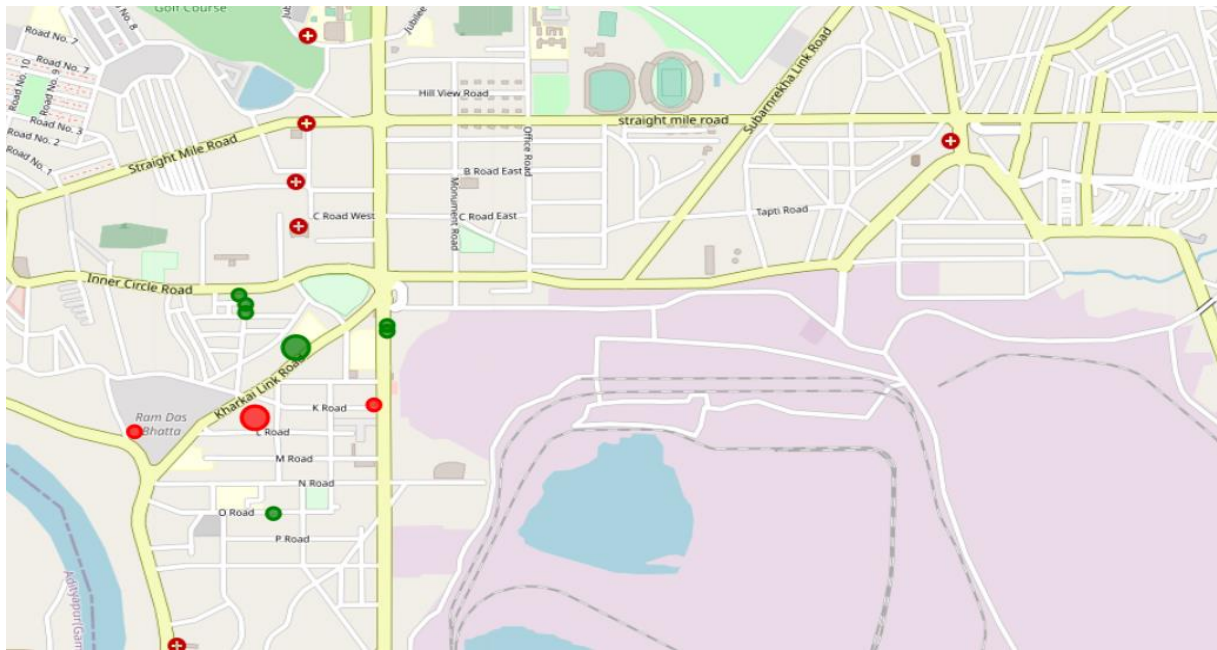 Golf Course
Jubilee
Road No. 7
Road No. 7
Road No. 10
Road No. 9
Road No. 3
Road No. 2
Road No. 1
Hill View Road
straight mile road
Subarnrekha Link Road
Straight Mile Road
Office Road
B Road East
Monument Road
C Road West
C Road East
Tapti Road
Inner Circle Road
Kharkai Link Road
Ram Das
Bhatta
K Road
L Road
M Road
N Road
O Road
P Road